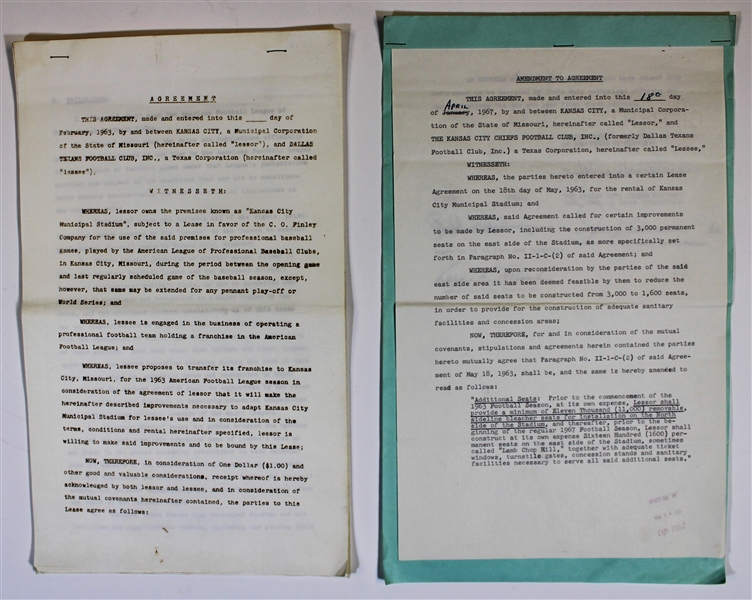 AGREEMENT
THIS AGREEMENT, made and entered into this _____ day of
February, 1963, by and between KANSAS CITY, a Municipal Corporation
of the State of Missouri (hereinafter called "lessor"), and DALLAS
TEXANS FOOTBALL CLUB, INC., a Texas Corporation (hereinafter called
"lessee"),
WITNESSETH:
WHEREAS, lessor owns the premises known as "Kansas City
Municipal Stadium", subject to a Lease in favor of the C. O. Finley
Company for the use of the said premises for professional baseball
games, played by the American League of Professional Baseball Clubs,
in Kansas City, Missouri, during the period between the opening game
and last regularly scheduled game of the baseball season, except,
however, that same may be extended for any pennant play-off or
World Series; and
WHEREAS, lessee is engaged in the business of operating a
professional football team holding a franchise in the American
Football League; and
WHEREAS, lessee proposes to transfer its franchise to Kansas
City, Missouri, for the 1963 American Football League season in
consideration of the agreement of lessor that it will make the
hereinafter described improvements necessary to adapt Kansas City
Municipal Stadium for lessee's use and in consideration of the
terms, conditions and rental hereinafter specified, lessor is
willing to make said improvements and to be bound by this Lease;
NOW, THEREFORE, in consideration of One Dollar ($1.00) and
other good and valuable considerations, receipt whereof is hereby
acknowledged by both lessor and lessee, and in consideration of
the mutual covenants hereinafter contained, the parties to this
Lease agree as follows:
AMENDMENT TO AGREEMENT
THIS AGREEMENT, made and entered into this 18th day
APRIL
of January, 1967, by and between KANSAS CITY, a Municipal Corpora-
tion of the State of Missouri, hereinafter called "Lessor," and
THE KANSAS CITY CHIEFS FOOTBALL CLUB, INC., (formerly Dallas Texans
Football Club, Inc.) a Texas Corporation, hereinafter called "Lessee,"
WITNESSETH:
WHEREAS, the parties hereto entered into a certain Lease
Agreement on the 18th day of May, 1963, for the rental of Kansas
City Municipal Stadium; and
WHEREAS, said Agreement called for certain improvements
to be made by Lessor, including the construction of 3,000 permanent
seats on the east side of the Stadium, as more specifically set
forth in Paragraph No. II-1-C-(2) of said Agreement; and
WHEREAS, upon reconsideration by the parties of the said
east side area it has been deemed feasible by them to reduce the
number of said seats to be constructed from 3,000 to 1,600 seats,
in order to provide for the construction of adequate sanitary
facilities and concession areas;
NOW, THEREFORE, for and in consideration of the mutual
covenants, stipulations and agreements herein contained the parties
hereto mutually agree that Paragraph No. II-1-C-(2) of said Agree-
ment of May 18, 1963, shall be, and the same is hereby amended to
read as follows:
"Additional Seats: Prior to the commencement of the
1963 Football Season, at its own expense, Lessor shall
provide a minimum of Eleven Thousand (11,000) removable,
sideline bleacher seats for installation on the North
side of the Stadium, and thereafter, prior to the be-
ginning of the regular 1967 Football Season, Lessor shall
construct at its own expense Sixteen Hundred (1600) per-
manent seats on the east side of the Stadium, sometimes
called "Lamb Chop Hill," together with adequate ticket
windows, turnstile gates, concession stands and sanitary
facilities necessary to serve all said additional seats."